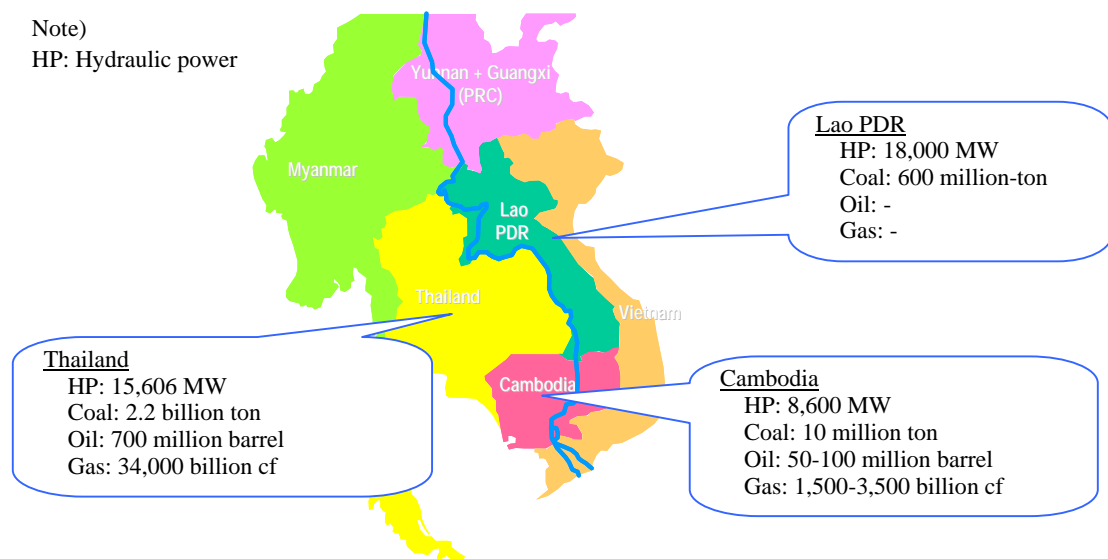 Note)
HP: Hydraulic power
Yunnan + Guangxi
(PRC)
Myanmar
Lao
PDR
Thailand
Vietnam
Cambodia
Lao PDR
HP: 18,000 MW
Coal: 600 million-ton
Oil: -
Gas: -
Thailand
HP: 15,606 MW
Coal: 2.2 billion ton
Oil: 700 million barrel
Gas: 34,000 billion cf
Cambodia
HP: 8,600 MW
Coal: 10 million ton
Oil: 50-100 million barrel
Gas: 1,500-3,500 billion cf